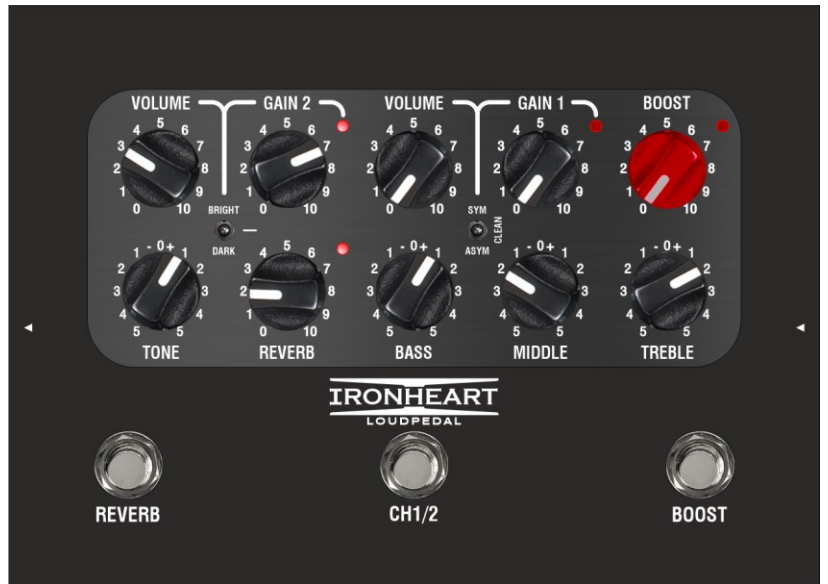 VOLUME GAIN 2 VOLUME GAIN 1 BOOST
0 1 2 3 4 5 6 7 8 9 10
0 1 2 3 4 5 6 7 8 9 10
0 1 2 3 4 5 6 7 8 9 10
0 1 2 3 4 5 6 7 8 9 10
0 1 2 3 4 5 6 7 8 9 10
BRIGHT
DARK
SYM
ASYM
CLEAN
5 4 3 2 1 - 0 + 1 2 3 4 5
0 1 2 3 4 5 6 7 8 9 10
5 4 3 2 1 - 0 + 1 2 3 4 5
5 4 3 2 1 - 0 + 1 2 3 4 5
5 4 3 2 1 - 0 + 1 2 3 4 5
TONE REVERB BASS MIDDLE TREBLE
IRONHEART
LOUDPEDAL
REVERB CH1/2 BOOST